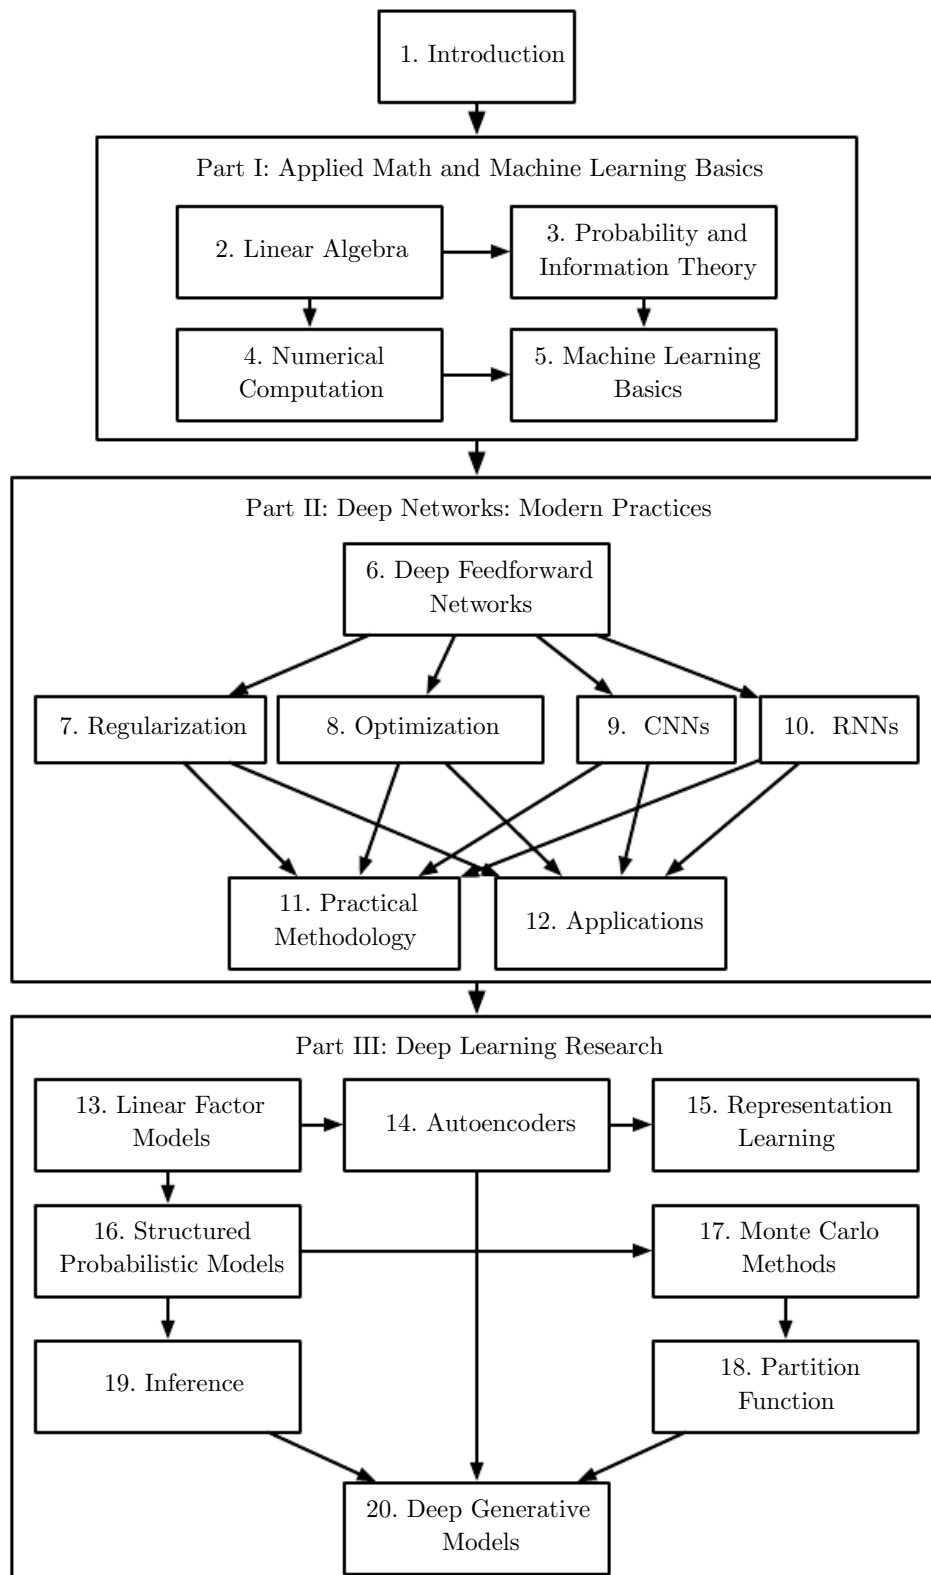 1. Introduction
Part I: Applied Math and Machine Learning Basics
2. Linear Algebra
3. Probability and
Information Theory
4. Numerical
Computation
5. Machine Learning
Basics
Part II: Deep Networks: Modern Practices
6. Deep Feedforward
Networks
7. Regularization
8. Optimization
9. CNNs
10. RNNs
11. Practical
Methodology
12. Applications
Part III: Deep Learning Research
13. Linear Factor
Models
14. Autoencoders
15. Representation
Learning
16. Structured
Probabilistic Models
17. Monte Carlo
Methods
19. Inference
18. Partition
Function
20. Deep Generative
Models